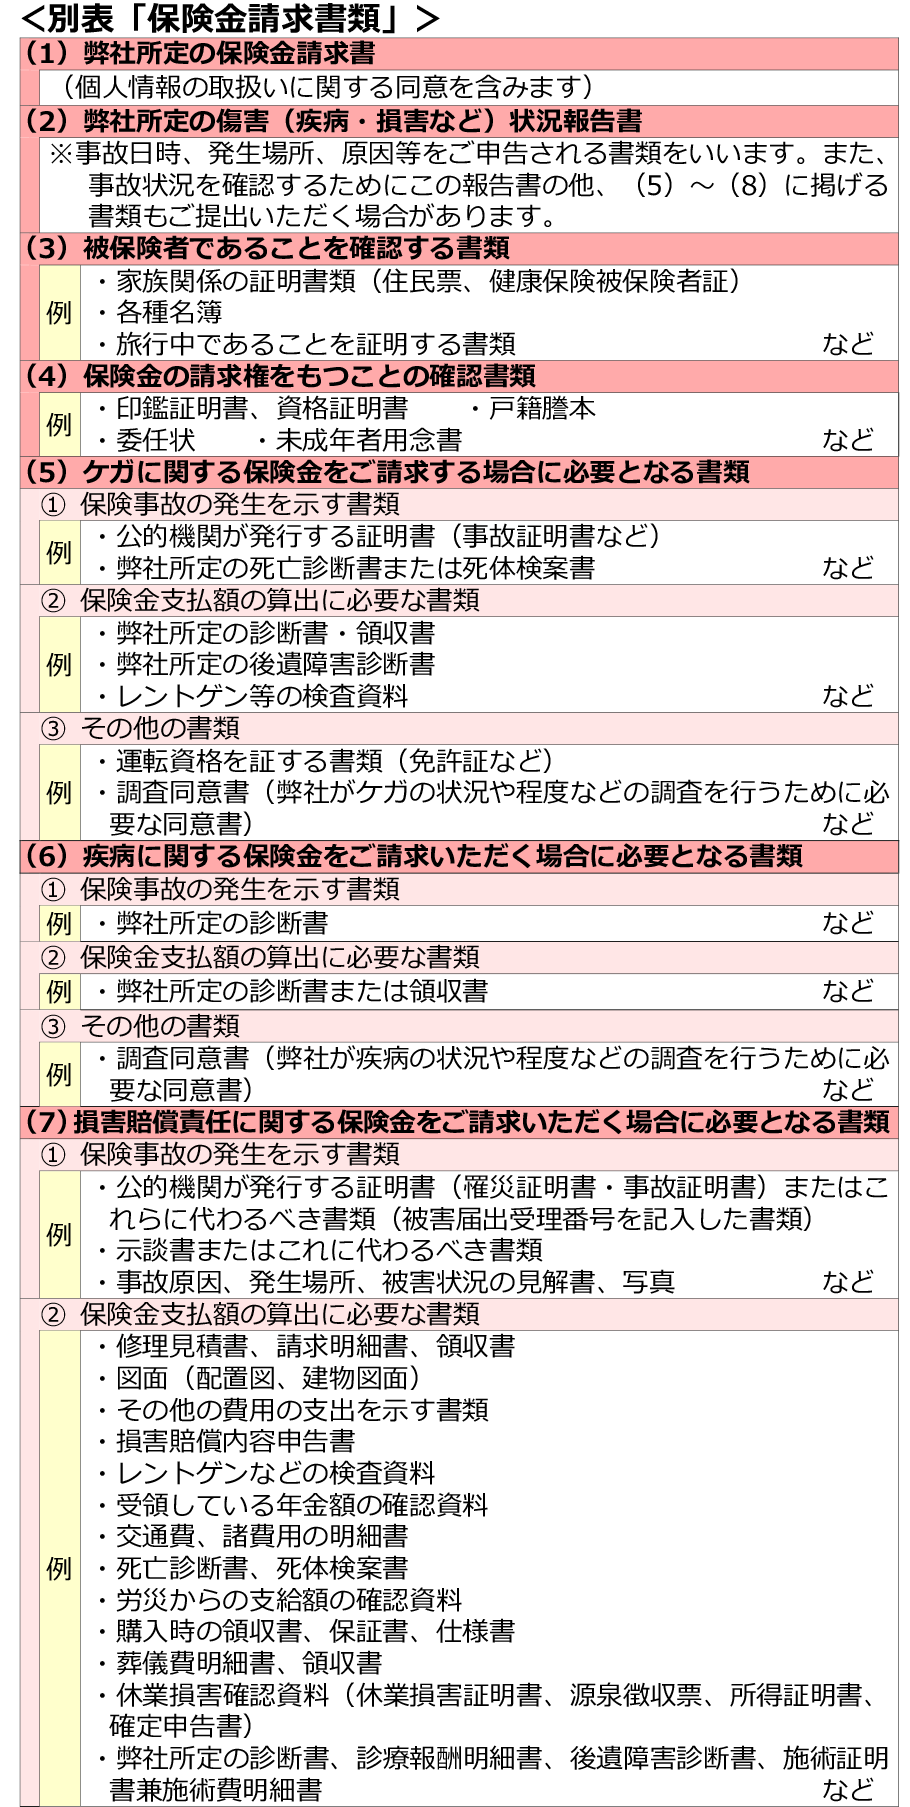 ＜別表「保険金請求書類」＞
（1）弊社所定の保険金請求書
（個人情報の取扱いに関する同意を含みます）
（2）弊社所定の傷害（疾病・損害など）状況報告書
※事故日時、発生場所、原因等をご申告される書類をいいます。また、
事故状況を確認するためにこの報告書の他、（5）～（8）に掲げる
書類もご提出いただく場合があります。
（3）被保険者であることを確認する書類
例
・家族関係の証明書類（住民票、健康保険被保険者証）
・各種名簿
・旅行中であることを証明する書類 など
（4）保険金の請求権をもつことの確認書類
例
・印鑑証明書、資格証明書 ・戸籍謄本
・委任状 ・未成年者用念書 など
（5）ケガに関する保険金をご請求する場合に必要となる書類
① 保険事故の発生を示す書類
例
・公的機関が発行する証明書（事故証明書など）
・弊社所定の死亡診断書または死体検案書 など
② 保険金支払額の算出に必要な書類
例
・弊社所定の診断書・領収書
・弊社所定の後遺障害診断書
・レントゲン等の検査資料 など
③ その他の書類
例
・運転資格を証する書類（免許証など）
・調査同意書（弊社がケガの状況や程度などの調査を行うために必
要な同意書） など
（6）疾病に関する保険金をご請求いただく場合に必要となる書類
① 保険事故の発生を示す書類
例 ・弊社所定の診断書 など
② 保険金支払額の算出に必要な書類
例 ・弊社所定の診断書または領収書 など
③ その他の書類
例
・調査同意書（弊社が疾病の状況や程度などの調査を行うために必
要な同意書） など
（7）損害賠償責任に関する保険金をご請求いただく場合に必要となる書類
① 保険事故の発生を示す書類
例
・公的機関が発行する証明書（罹災証明書・事故証明書）またはこ
れらに代わるべき書類（被害届出受理番号を記入した書類）
・示談書またはこれに代わるべき書類
・事故原因、発生場所、被害状況の見解書、写真 など
② 保険金支払額の算出に必要な書類
例
・修理見積書、請求明細書、領収書
・図面（配置図、建物図面）
・その他の費用の支出を示す書類
・損害賠償内容申告書
・レントゲンなどの検査資料
・受領している年金額の確認資料
・交通費、諸費用の明細書
・死亡診断書、死体検案書
・労災からの支給額の確認資料
・購入時の領収書、保証書、仕様書
・葬儀費明細書、領収書
・休業損害確認資料（休業損害証明書、源泉徴収票、所得証明書、
確定申告書）
・弊社所定の診断書、診療報酬明細書、後遺障害診断書、施術証明
書兼施術費明細書 など